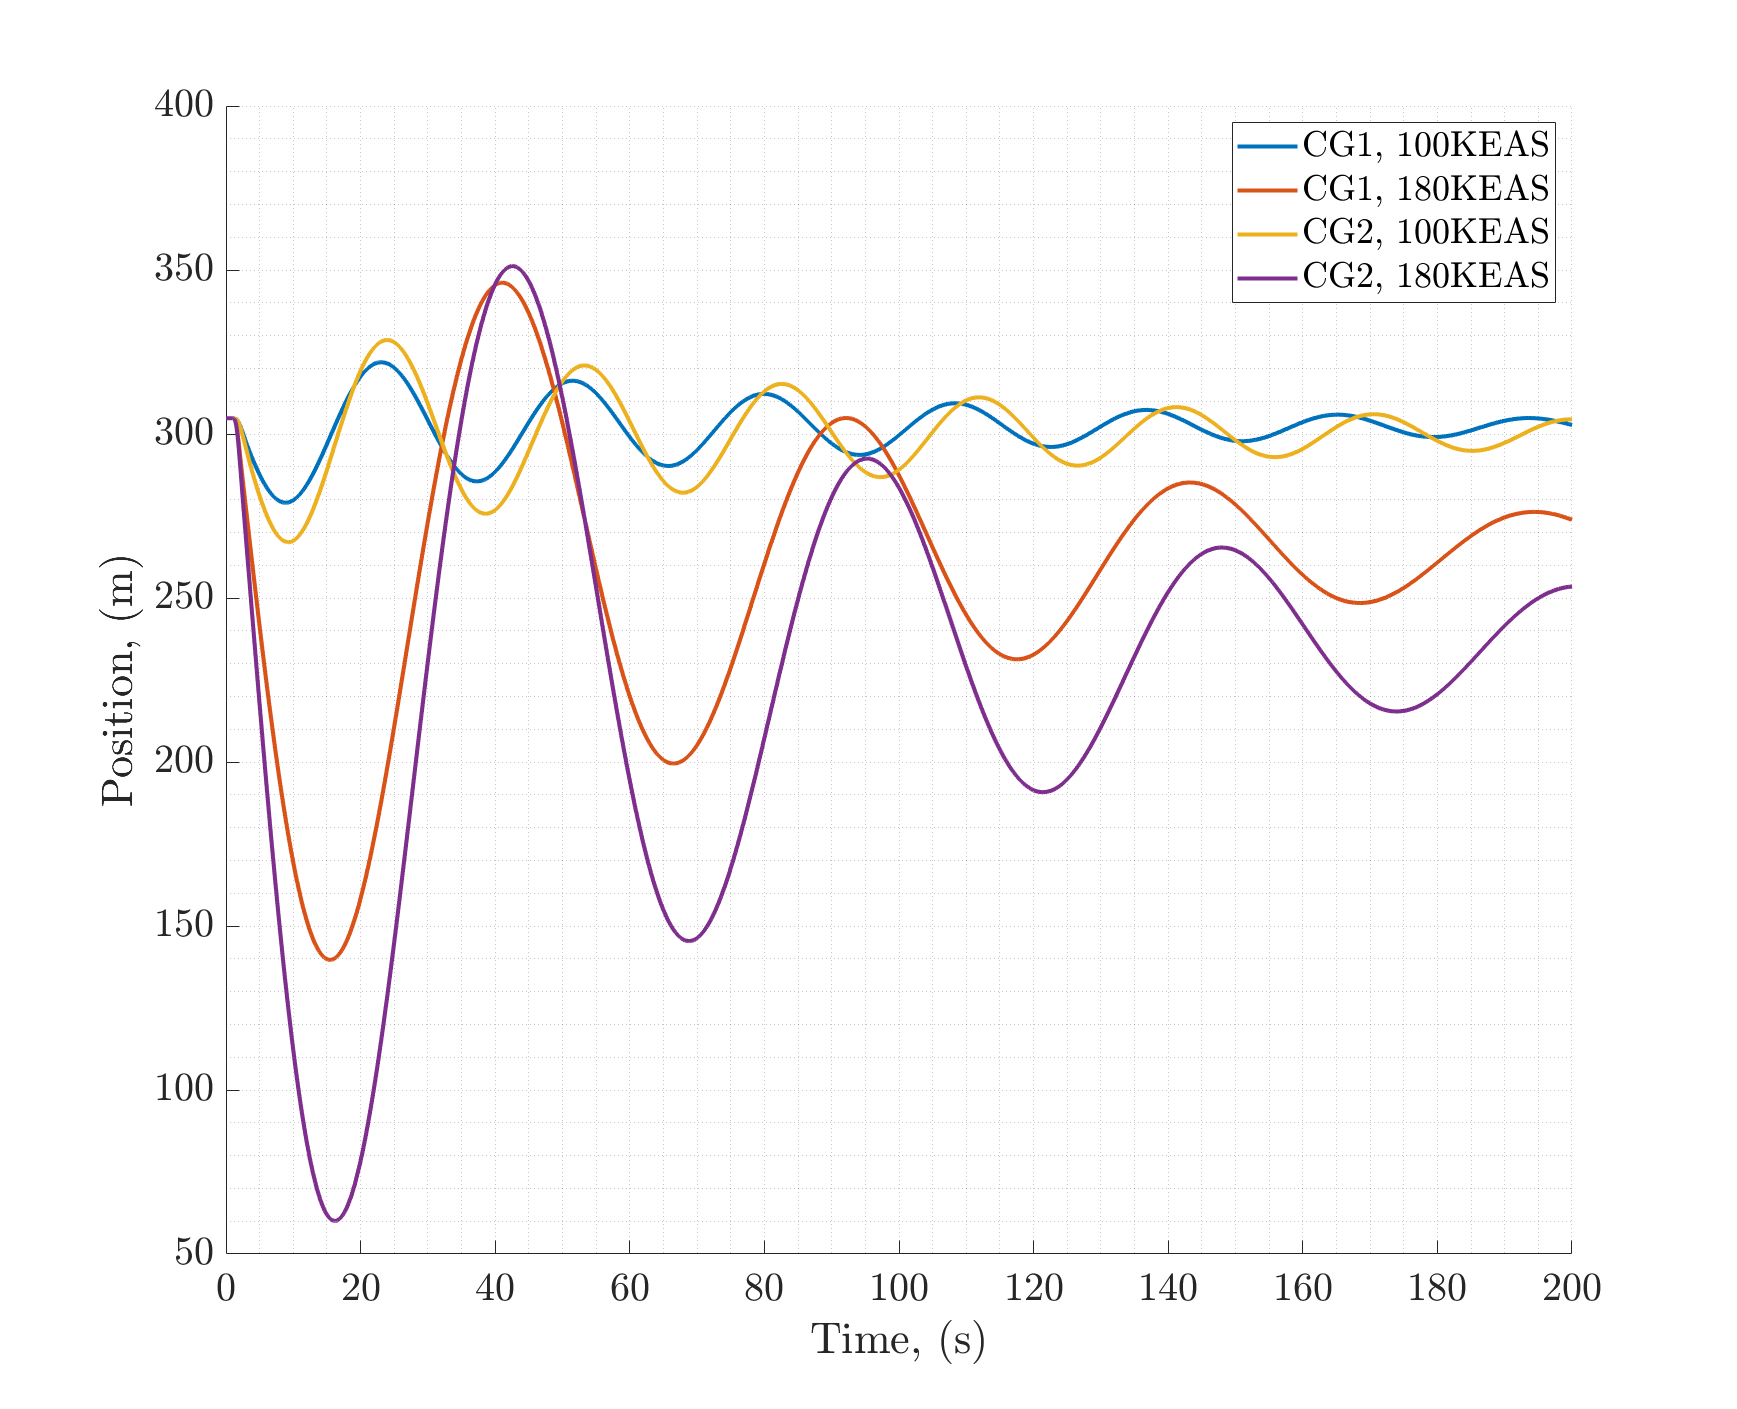 400
350
300
250
200
150
100
50
0 20 40 60 80 100 120 140 160 180 200
Position, (m)
Time, (s)
CG1, 100KEAS
CG1, 180KEAS
CG2, 100KEAS
CG2, 180KEAS